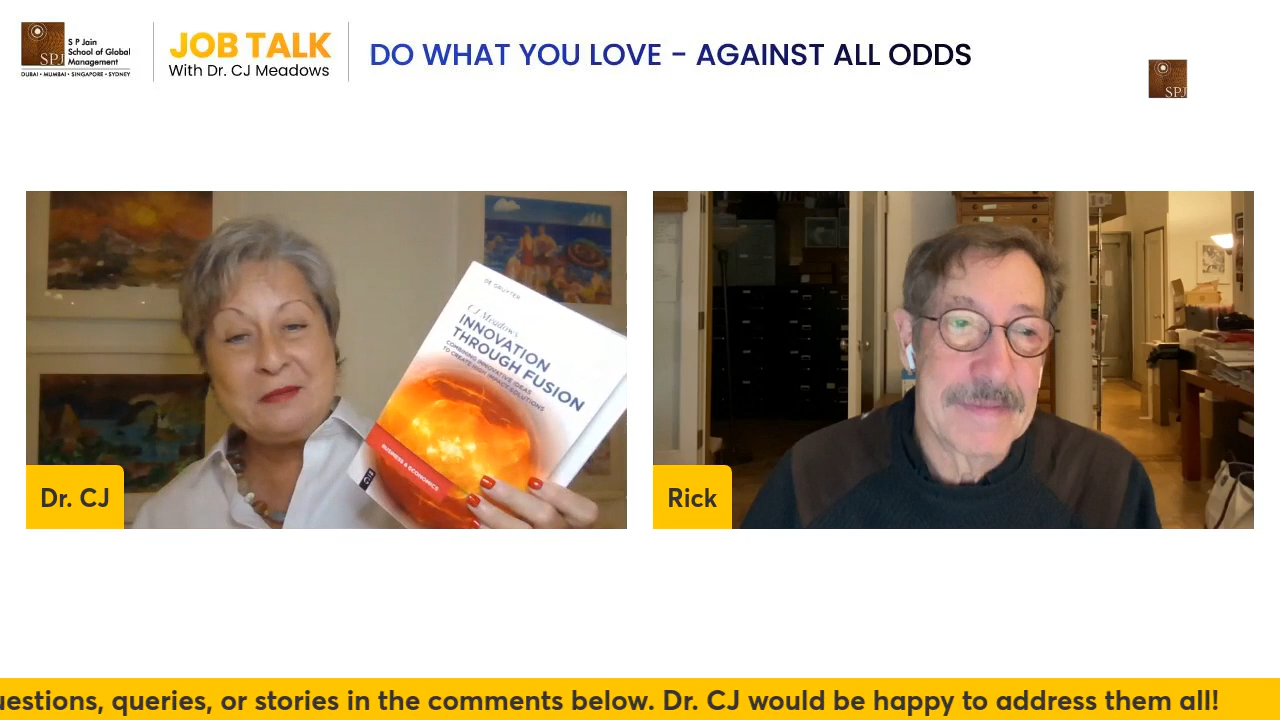 S P Jain
School of Global
Management
SPJ
DUBAI • MUMBAI • SINGAPORE • SYDNEY
JOB TALK
With Dr. CJ Meadows
DO WHAT YOU LOVE - AGAINST ALL ODDS
SPJ
DE GRUYTER
CJ Meadows
INNOVATION
THROUGH FUSION
COMBINING INNOVATIVE IDEAS
TO CREATE HIGH IMPACT SOLUTIONS
BUSINESS & ECONOMICS
DG
Dr. CJ
Rick
uestions, queries, or stories in the comments below. Dr. CJ would be happy to address them all!